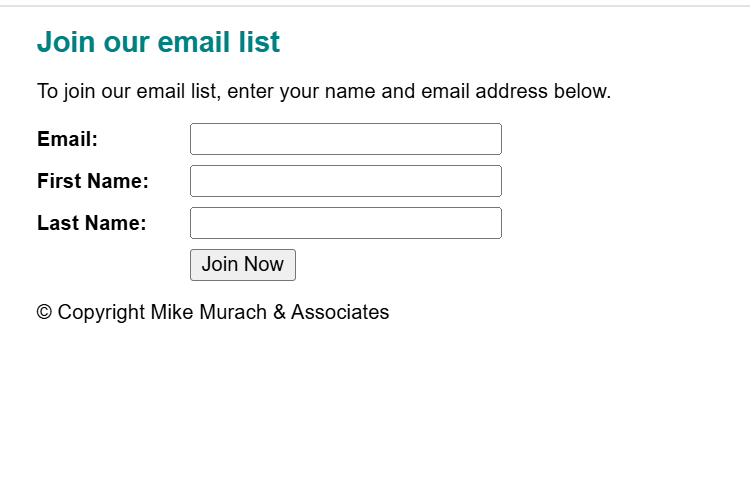 Join our email list
To join our email list, enter your name and email address below.
Email:
First Name:
Last Name:
Join Now
© Copyright Mike Murach & Associates